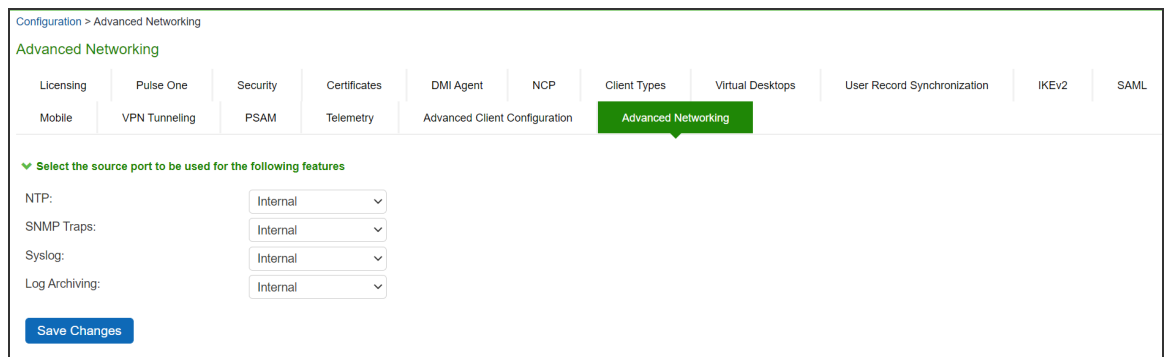 Configuration > Advanced Networking
Advanced Networking
Licensing Pulse One Security Certificates DMI Agent NCP Client Types Virtual Desktops User Record Synchronization IKEv2 SAML
Mobile VPN Tunneling PSAM Telemetry Advanced Client Configuration Advanced Networking
Select the source port to be used for the following features
NTP: Internal
SNMP Traps: Internal
Syslog: Internal
Log Archiving: Internal
Save Changes